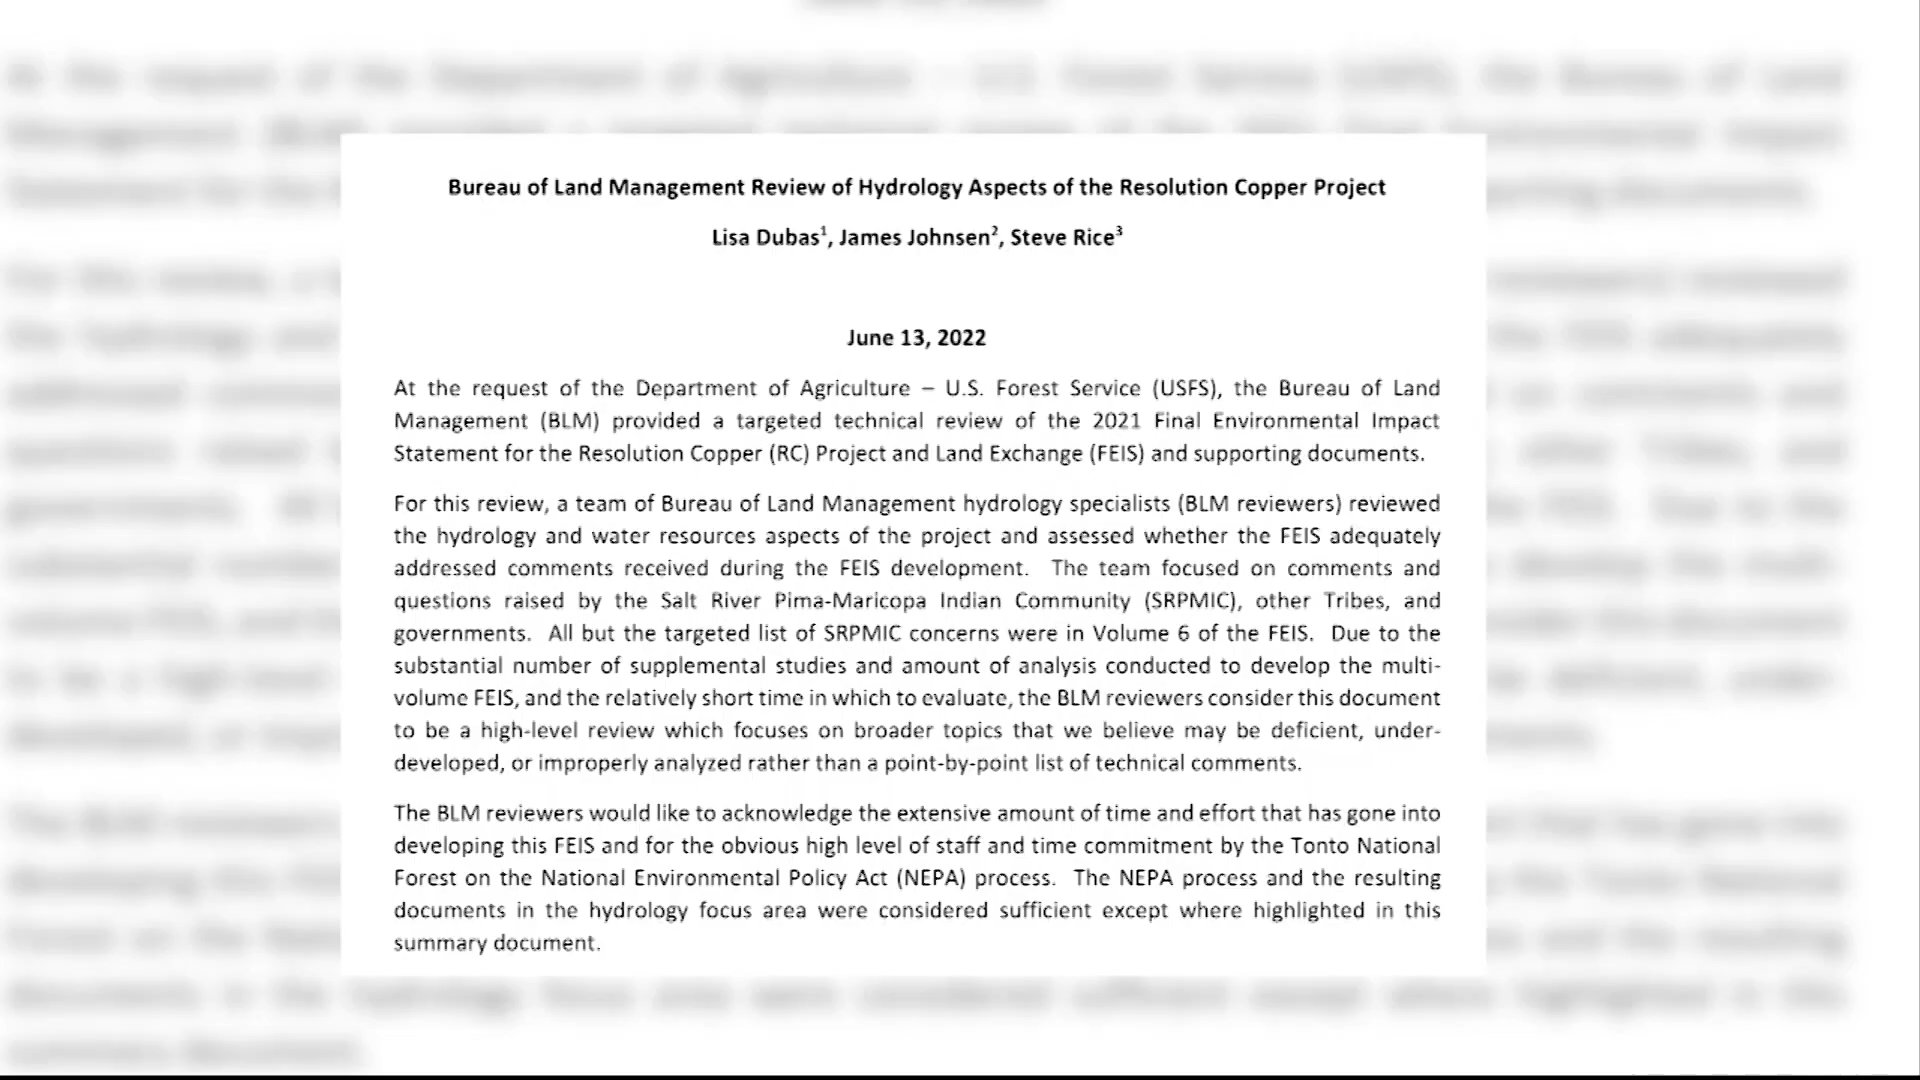 Bureau of Land Management Review of Hydrology Aspects of the Resolution Copper Project
Lisa Dubas¹, James Johnsen², Steve Rice³
June 13, 2022
At the request of the Department of Agriculture – U.S. Forest Service (USFS), the Bureau of Land
Management (BLM) provided a targeted technical review of the 2021 Final Environmental Impact
Statement for the Resolution Copper (RC) Project and Land Exchange (FEIS) and supporting documents.
For this review, a team of Bureau of Land Management hydrology specialists (BLM reviewers) reviewed
the hydrology and water resources aspects of the project and assessed whether the FEIS adequately
addressed comments received during the FEIS development. The team focused on comments and
questions raised by the Salt River Pima-Maricopa Indian Community (SRPMIC), other Tribes, and
governments. All but the targeted list of SRPMIC concerns were in Volume 6 of the FEIS. Due to the
substantial number of supplemental studies and amount of analysis conducted to develop the multi-
volume FEIS, and the relatively short time in which to evaluate, the BLM reviewers consider this document
to be a high-level review which focuses on broader topics that we believe may be deficient, under-
developed, or improperly analyzed rather than a point-by-point list of technical comments.
The BLM reviewers would like to acknowledge the extensive amount of time and effort that has gone into
developing this FEIS and for the obvious high level of staff and time commitment by the Tonto National
Forest on the National Environmental Policy Act (NEPA) process. The NEPA process and the resulting
documents in the hydrology focus area were considered sufficient except where highlighted in this
summary document.